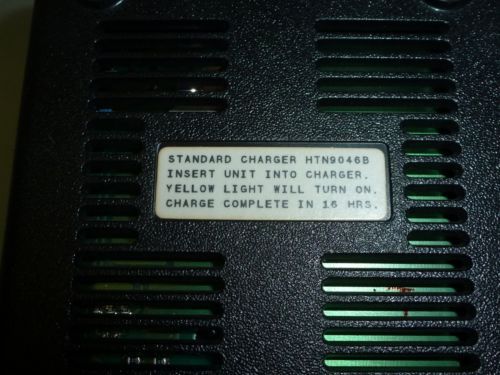 STANDARD CHARGER HTN9046B
INSERT UNIT INTO CHARGER.
YELLOW LIGHT WILL TURN ON.
CHARGE COMPLETE IN 16 HRS.